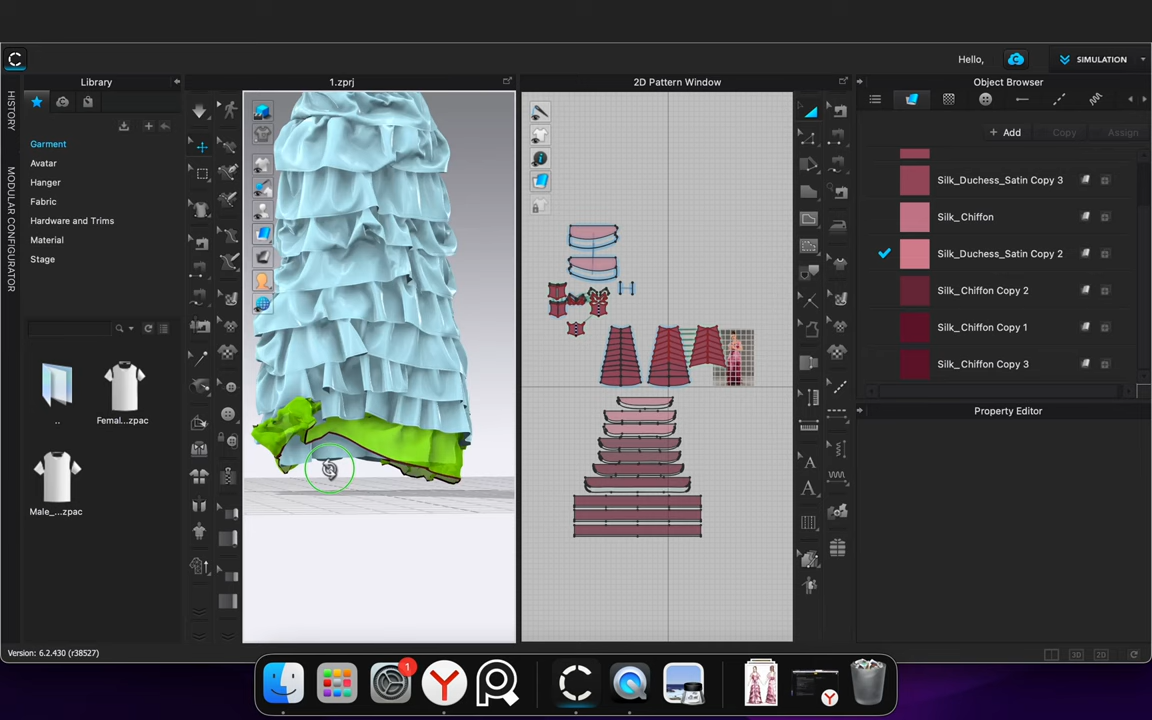 Hello,
SIMULATION
HISTORY
MODULAR CONFIGURATOR
Library
Garment
Avatar
Hanger
Fabric
Hardware and Trims
Material
Stage
..
Femal...zpac
Male_...zpac
1.zprj
2D Pattern Window
Object Browser
+ Add
Copy
Assign
Silk_Duchess_Satin Copy 3
Silk_Chiffon
Silk_Duchess_Satin Copy 2
Silk_Chiffon Copy 2
Silk_Chiffon Copy 1
Silk_Chiffon Copy 3
Property Editor
Version: 6.2.430 (r38527)
3D
2D
1